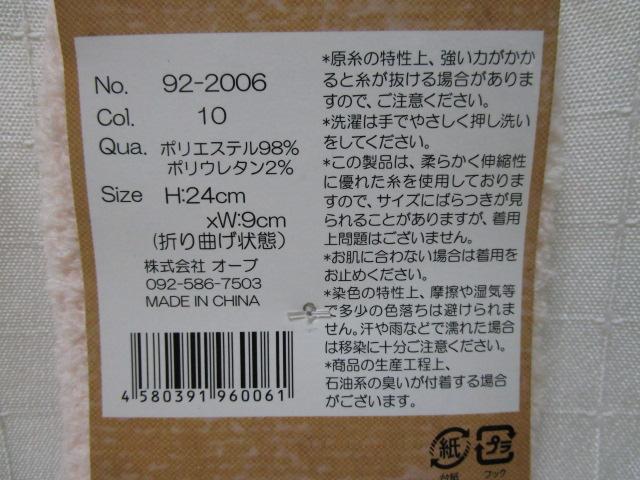 No. 92-2006
Col. 10
Qua. ポリエステル98%
ポリウレタン2%
Size H:24cm
xW:9cm
(折り曲げ状態)
株式会社 オーブ
092-586-7503
MADE IN CHINA
4 580391 960061
*原糸の特性上、強い力がかか
ると糸が抜ける場合がありま
すので、ご注意ください。
*洗濯は手でやさしく押し洗い
をしてください。
*この製品は、柔らかく伸縮性
に優れた糸を使用しており
ますので、サイズにばらつきが見
られることがありますが、着用
上問題はございません。
*お肌に合わない場合は着用を
お止めください。
*染色の特性上、摩擦や湿気等
で多少の色落ちは避けられま
せん。汗や雨などで濡れた場合
は移染に十分ご注意ください。
*商品の生産工程上、
石油系の臭いが付着する場合
がございます。
紙 プラ
台紙 フック